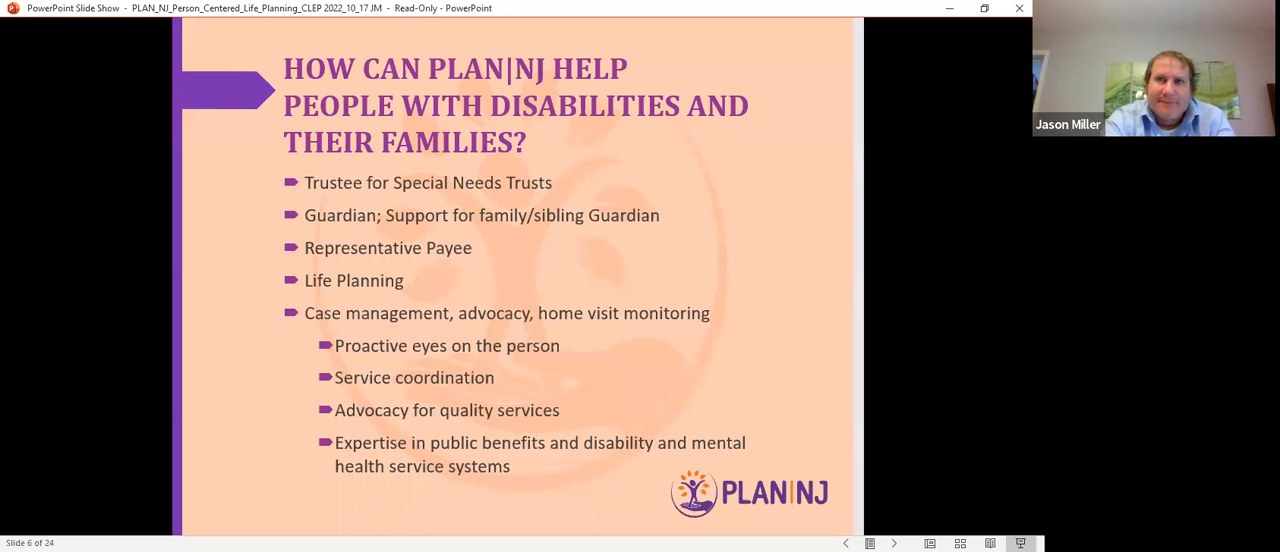 PowerPoint Slide Show - PLAN_NJ_Person_Centered_Life_Planning_CLEP 2022_10_17 JM - Read-Only - PowerPoint
HOW CAN PLAN|NJ HELP
PEOPLE WITH DISABILITIES AND
THEIR FAMILIES?
Trustee for Special Needs Trusts
Guardian; Support for family/sibling Guardian
Representative Payee
Life Planning
Case management, advocacy, home visit monitoring
Proactive eyes on the person
Service coordination
Advocacy for quality services
Expertise in public benefits and disability and mental
health service systems
PLAN|NJ
Jason Miller
Slide 6 of 24